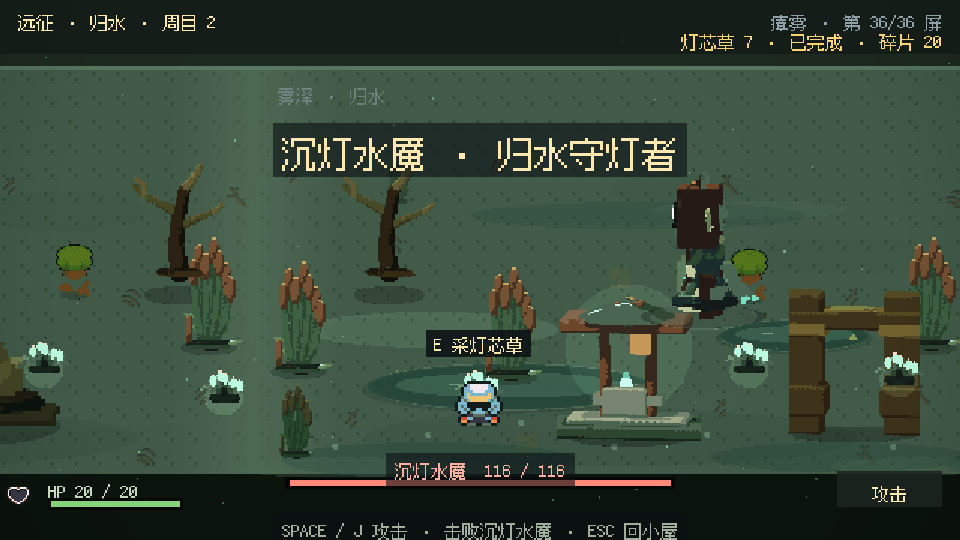 远征 · 归水 · 周目 2
瘴雾 · 第 36/36 屏
灯芯草 7 · 已完成 · 碎片 20
雾泽 · 归水
沉灯水魇 · 归水守灯者
E 采灯芯草
沉灯水魇 116 / 116
HP 20 / 20
攻击
SPACE / J 攻击 · 击败沉灯水魇 · ESC 回小屋